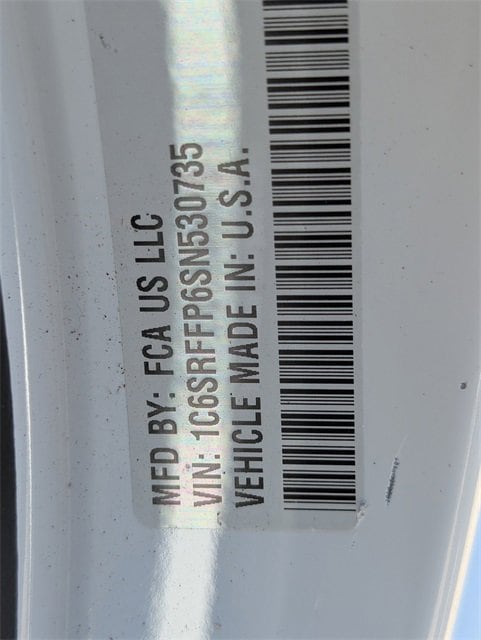 MFD BY: FCA US LLC
VIN: 1C6SRFFP6SN530735
VEHICLE MADE IN: U.S.A.